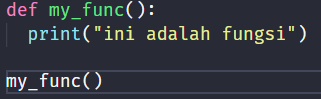 def my_func():
  print("ini adalah fungsi")

my_func()